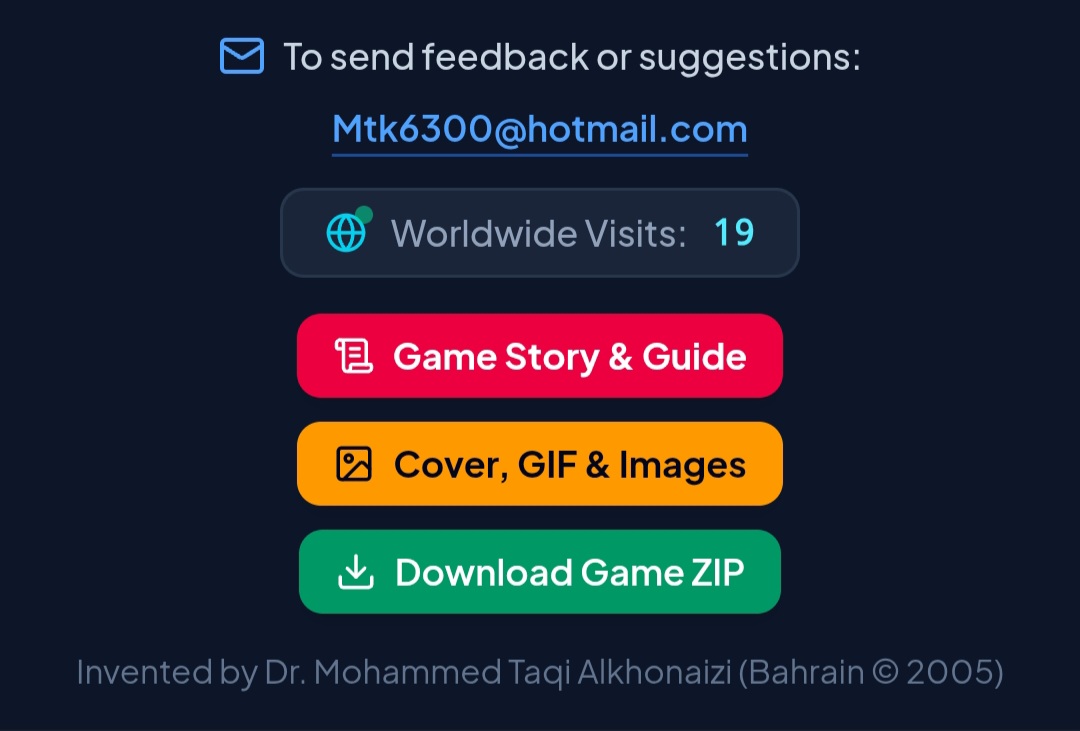 To send feedback or suggestions:
Mtk6300@hotmail.com
Worldwide Visits: 19
Game Story & Guide
Cover, GIF & Images
Download Game ZIP
Invented by Dr. Mohammed Taqi Alkhonaizi (Bahrain © 2005)